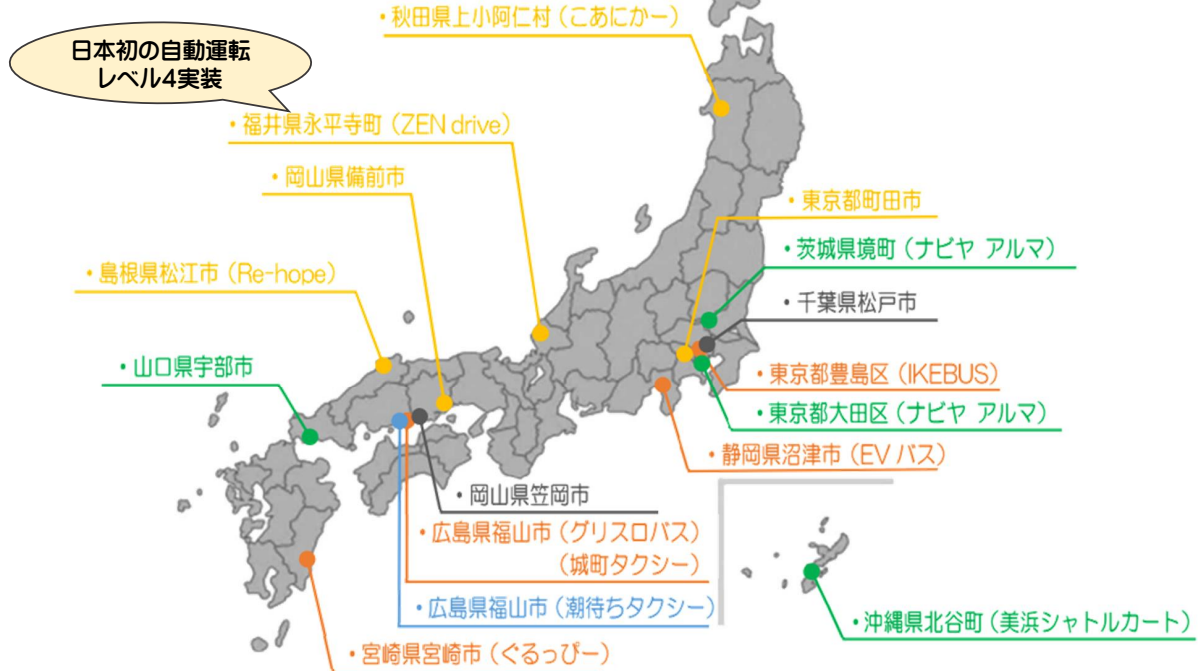 ・秋田県上小阿仁村（こあにかー）
日本初の自動運転
レベル4実装
・福井県永平寺町（ZEN drive）
・岡山県備前市
・東京都町田市
・茨城県境町（ナビヤ アルマ）
・島根県松江市（Re-hope）
・千葉県松戸市
・山口県宇部市
・東京都豊島区（IKEBUS）
・東京都大田区（ナビヤ アルマ）
・静岡県沼津市（EV バス）
・岡山県笠岡市
・広島県福山市（グリスロバス）
（城町タクシー）
・広島県福山市（潮待ちタクシー）
・沖縄県北谷町（美浜シャトルカート）
・宮崎県宮崎市（ぐるっぴー）